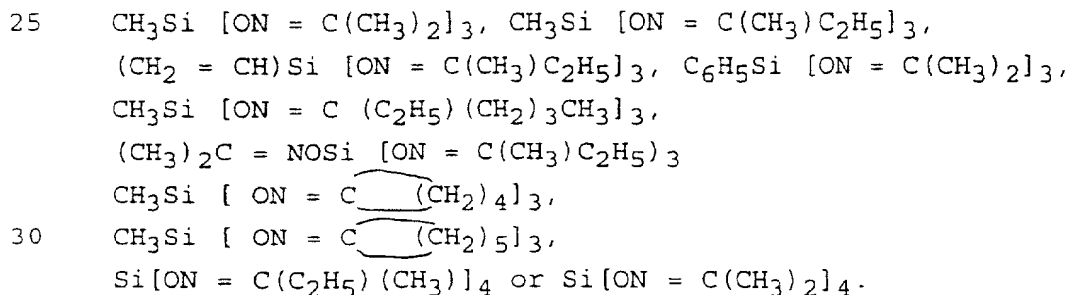 25 CH3Si [ON = C(CH3)2]3, CH3Si [ON = C(CH3)C2H5]3,
(CH2 = CH)Si [ON = C(CH3)C2H5]3, C6H5Si [ON = C(CH3)2]3,
CH3Si [ON = C (C2H5)(CH2)3CH3]3,
(CH3)2C = NOSi [ON = C(CH3)C2H5)3
CH3Si [ ON = C (CH2)4]3,
30 CH3Si [ ON = C (CH2)5]3,
Si[ON = C(C2H5)(CH3)]4 or Si[ON = C(CH3)2]4.